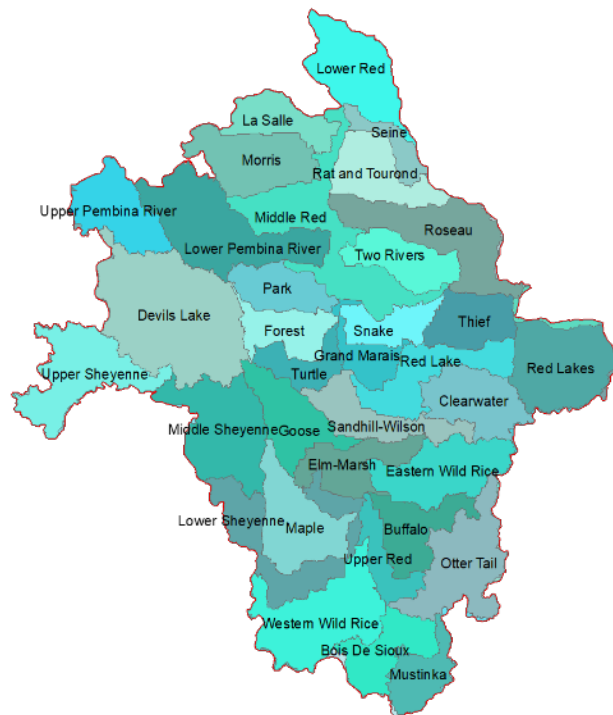 Lower Red
La Salle
Seine
Morris
Rat and Tourond
Upper Pembina River
Middle Red
Roseau
Lower Pembina River
Two Rivers
Park
Devils Lake
Forest
Snake
Thief
Grand Marais
Red Lake
Red Lakes
Upper Sheyenne
Turtle
Clearwater
Middle Sheyenne
Goose
Sandhill-Wilson
Elm-Marsh
Eastern Wild Rice
Lower Sheyenne
Maple
Buffalo
Upper Red
Otter Tail
Western Wild Rice
Bois De Sioux
Mustinka